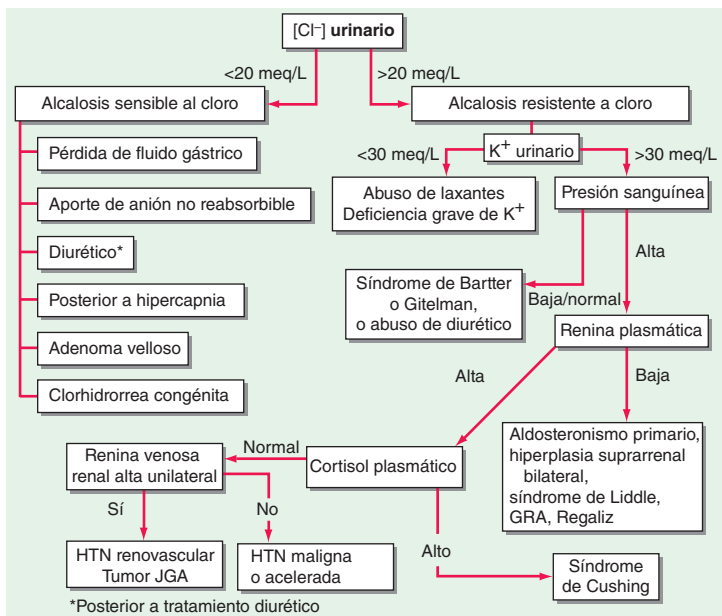 [Cl⁻] urinario
<20 meq/L
>20 meq/L
Alcalosis sensible al cloro
Alcalosis resistente a cloro
Pérdida de fluido gástrico
Aporte de anión no reabsorbible
Diurético*
Posterior a hipercapnia
Adenoma velloso
Clorhidrorrea congénita
<30 meq/L
K⁺ urinario
>30 meq/L
Abuso de laxantes
Deficiencia grave de K⁺
Presión sanguínea
Alta
Síndrome de Bartter
o Gitelman,
o abuso de diurético
Baja/normal
Renina plasmática
Alta
Baja
Aldosteronismo primario,
hiperplasia suprarrenal
bilateral,
síndrome de Liddle,
GRA, Regaliz
Cortisol plasmático
Normal
Renina venosa
renal alta unilateral
Sí
No
HTN renovascular
Tumor JGA
HTN maligna
o acelerada
Alto
Síndrome
de Cushing
*Posterior a tratamiento diurético